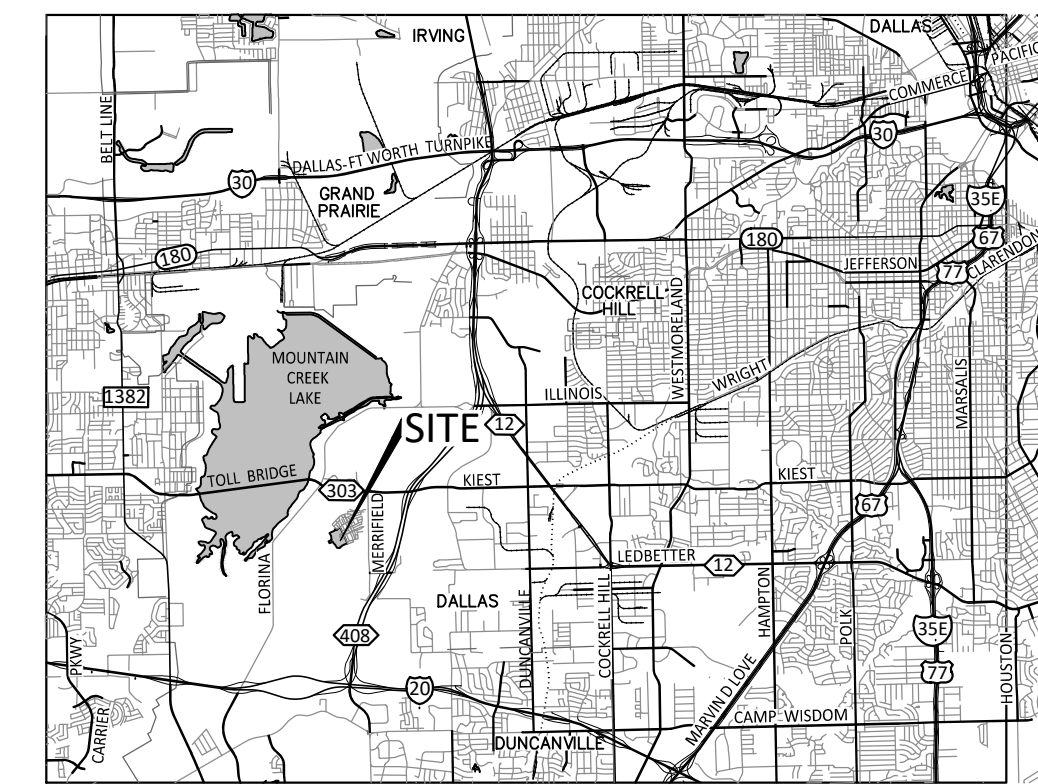 IRVING
DALLAS
PACIFIC
COMMERCE
BELT LINE
30
DALLAS-FT WORTH TURNPIKE
30
GRAND
PRAIRIE
35E
67
180
180
JEFFERSON
77
CLARENDON
COCKRELL
HILL
WESTMORELAND
MOUNTAIN
CREEK
LAKE
WRIGHT
MARSALIS
1382
ILLINOIS
SITE
12
TOLL BRIDGE
303
KIEST
KIEST
MERRIFIELD
67
FLORINA
LEDBETTER
12
DALLAS
DUNCANVILLE
COCKRELL HILL
HAMPTON
POLK
408
35E
PKWY
77
HOUSTON
20
MARVIN D LOVE
CARRIER
CAMP WISDOM
DUNCANVILLE